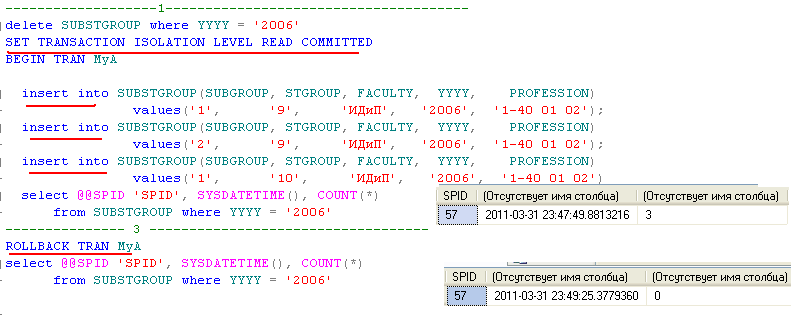 -------------------1--------------------------------------
delete SUBSTGROUP where YYYY = '2006'
SET TRANSACTION ISOLATION LEVEL READ COMMITTED
BEGIN TRAN MyA
insert into SUBSTGROUP(SUBGROUP, STGROUP, FACULTY, YYYY, PROFESSION)
values('1', '9', 'ИДиП', '2006', '1-40 01 02');
insert into SUBSTGROUP(SUBGROUP, STGROUP, FACULTY, YYYY, PROFESSION)
values('2', '9', 'ИДиП', '2006', '1-40 01 02');
insert into SUBSTGROUP(SUBGROUP, STGROUP, FACULTY, YYYY, PROFESSION)
values('1', '10', 'ИДиП', '2006', '1-40 01 02')
select @@SPID 'SPID', SYSDATETIME(), COUNT(*)
from SUBSTGROUP where YYYY = '2006'
SPID (Отсутствует имя столбца) (Отсутствует имя столбца)
57 2011-03-31 23:47:49.8813216 3
---------------- 3 ---------------------------------------
ROLLBACK TRAN MyA
select @@SPID 'SPID', SYSDATETIME(), COUNT(*)
from SUBSTGROUP where YYYY = '2006'
SPID (Отсутствует имя столбца) (Отсутствует имя столбца)
57 2011-03-31 23:49:25.3779360 0